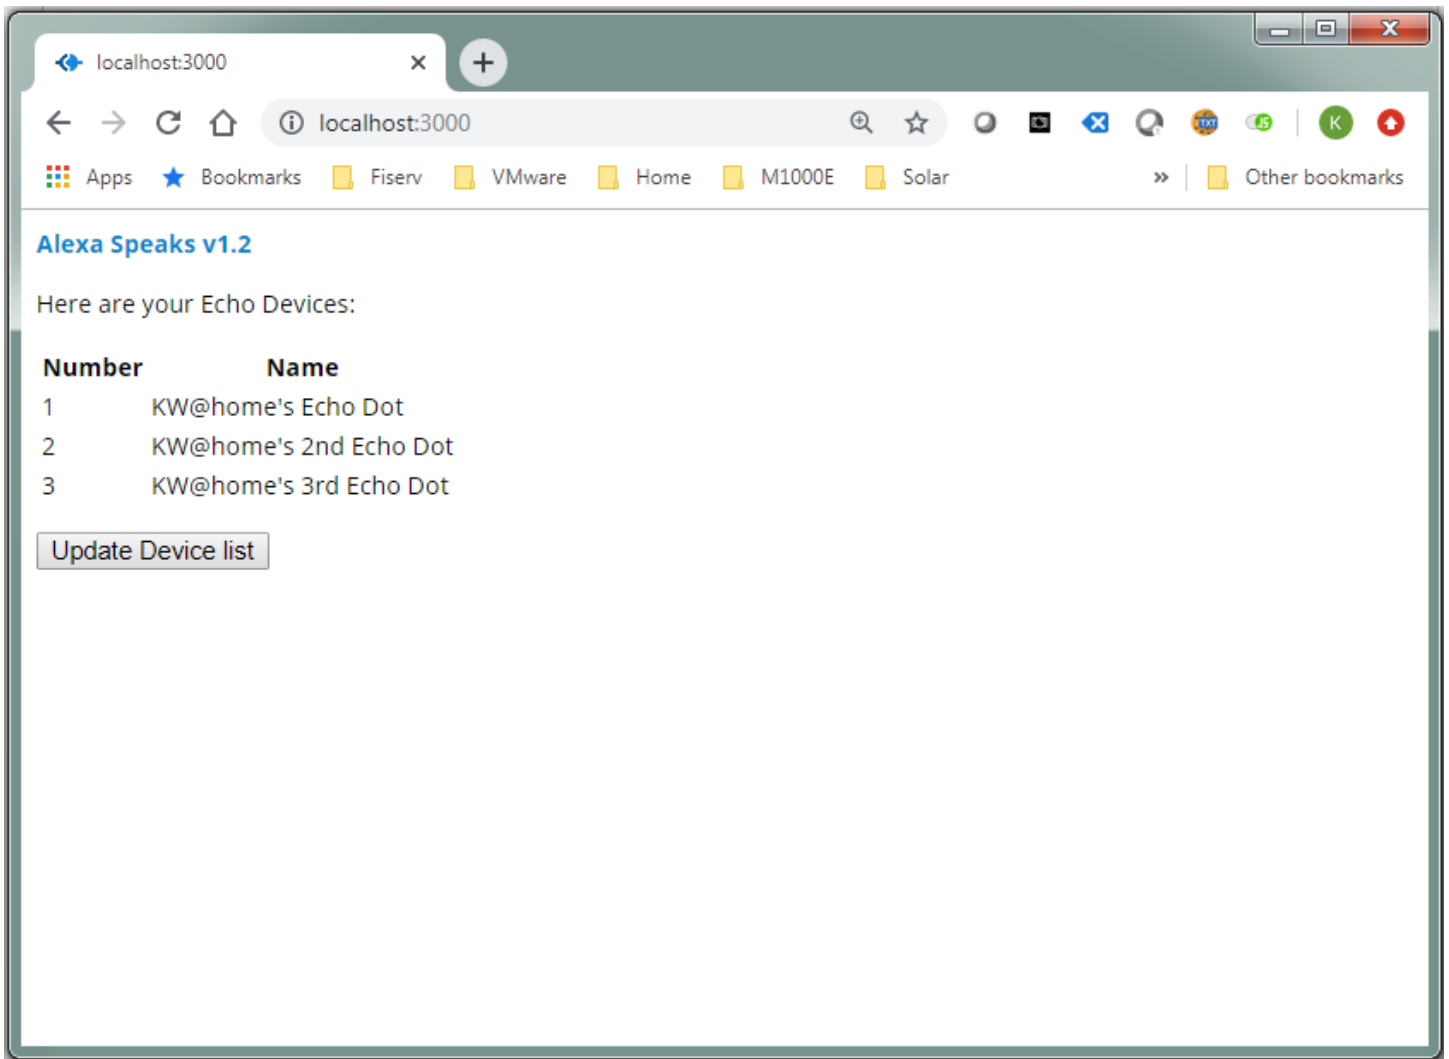 localhost:3000
localhost:3000
TXT JS K
Apps Bookmarks Fiserv VMware Home M1000E Solar » Other bookmarks
Alexa Speaks v1.2
Here are your Echo Devices:
Number Name
1 KW@home's Echo Dot
2 KW@home's 2nd Echo Dot
3 KW@home's 3rd Echo Dot
Update Device list